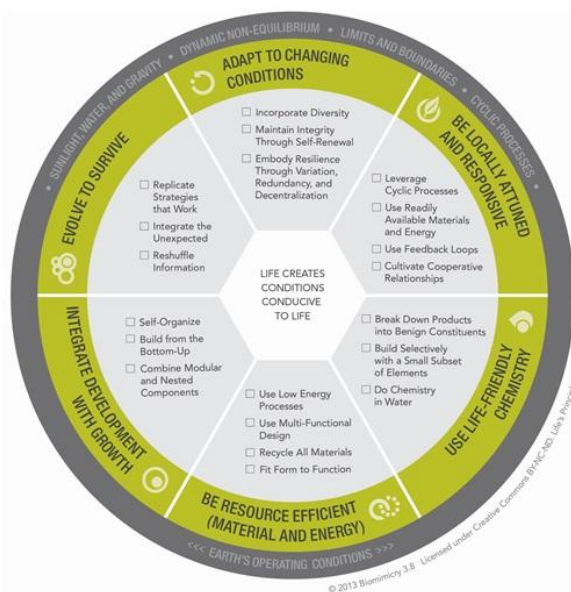 • SUNLIGHT, WATER, AND GRAVITY • DYNAMIC NON-EQUILIBRIUM • LIMITS AND BOUNDARIES • CYCLIC PROCESSES •
ADAPT TO CHANGING
CONDITIONS
☐ Incorporate Diversity
☐ Maintain Integrity
Through Self-Renewal
☐ Embody Resilience
Through Variation,
Redundancy, and
Decentralization
BE LOCALLY ATTUNED
AND RESPONSIVE
☐ Leverage
Cyclic Processes
☐ Use Readily
Available Materials
and Energy
☐ Use Feedback Loops
☐ Cultivate Cooperative
Relationships
USE LIFE-FRIENDLY
CHEMISTRY
☐ Break Down Products
into Benign Constituents
☐ Build Selectively
with a Small Subset
of Elements
☐ Do Chemistry
in Water
BE RESOURCE EFFICIENT
(MATERIAL AND ENERGY)
☐ Use Low Energy
Processes
☐ Use Multi-Functional
Design
☐ Recycle All Materials
☐ Fit Form to Function
INTEGRATE DEVELOPMENT
WITH GROWTH
☐ Self-Organize
☐ Build from the
Bottom-Up
☐ Combine Modular
and Nested
Components
EVOLVE TO SURVIVE
☐ Replicate
Strategies
that Work
☐ Integrate the
Unexpected
☐ Reshuffle
Information
LIFE CREATES
CONDITIONS
CONDUCIVE
TO LIFE
<<< EARTH'S OPERATING CONDITIONS >>>
© 2013 Biomimicry 3.8 Licensed under Creative Commons BY-NC-ND. Life's